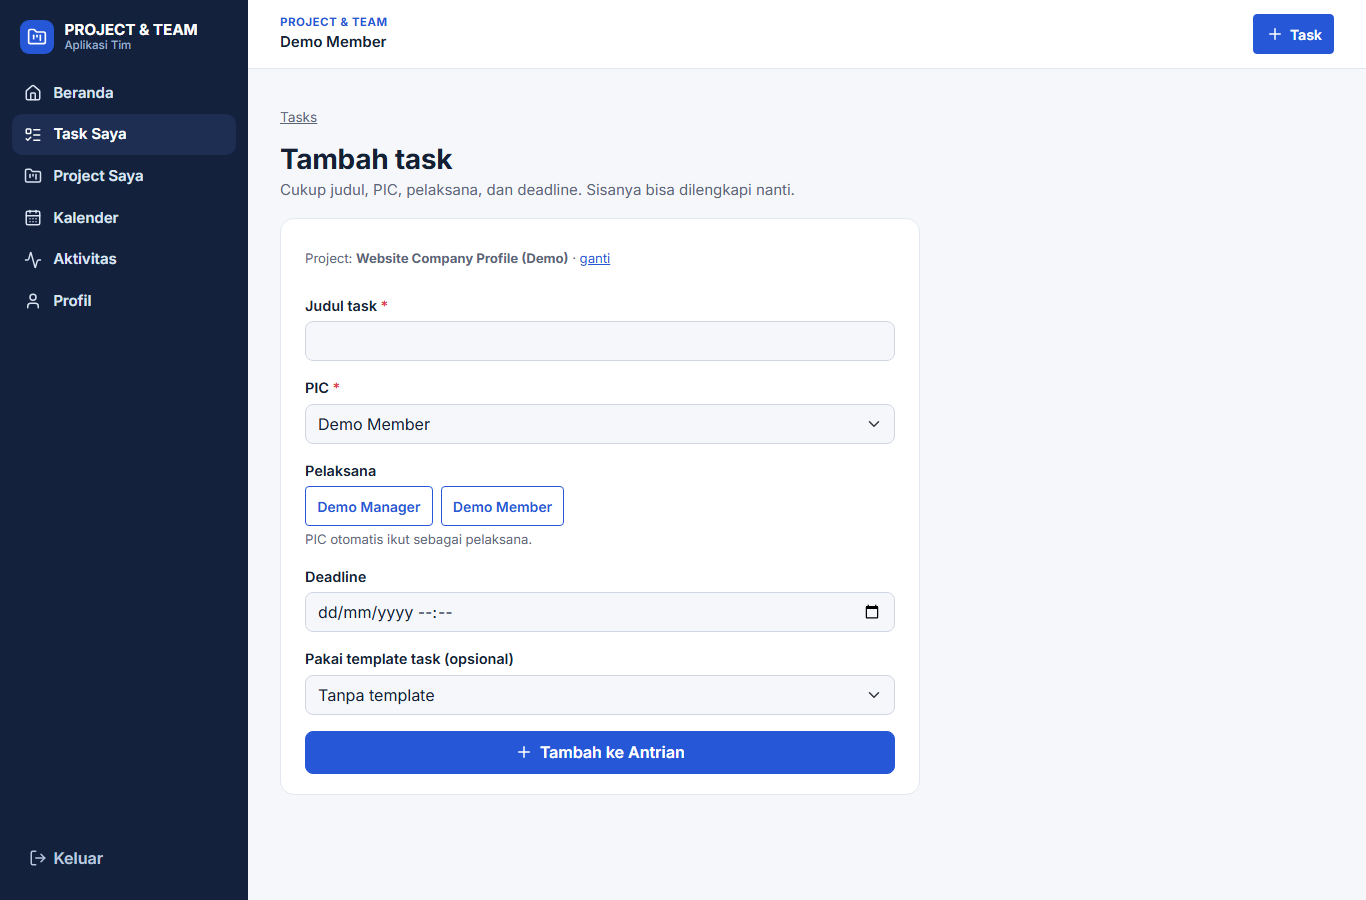 PROJECT & TEAM
Aplikasi Tim
Beranda
Task Saya
Project Saya
Kalender
Aktivitas
Profil
Keluar
PROJECT & TEAM
Demo Member
+ Task
Tasks
Tambah task
Cukup judul, PIC, pelaksana, dan deadline. Sisanya bisa dilengkapi nanti.
Project: Website Company Profile (Demo) · ganti
Judul task *
PIC *
Demo Member
Pelaksana
Demo Manager Demo Member
PIC otomatis ikut sebagai pelaksana.
Deadline
dd/mm/yyyy --:--
Pakai template task (opsional)
Tanpa template
+ Tambah ke Antrian